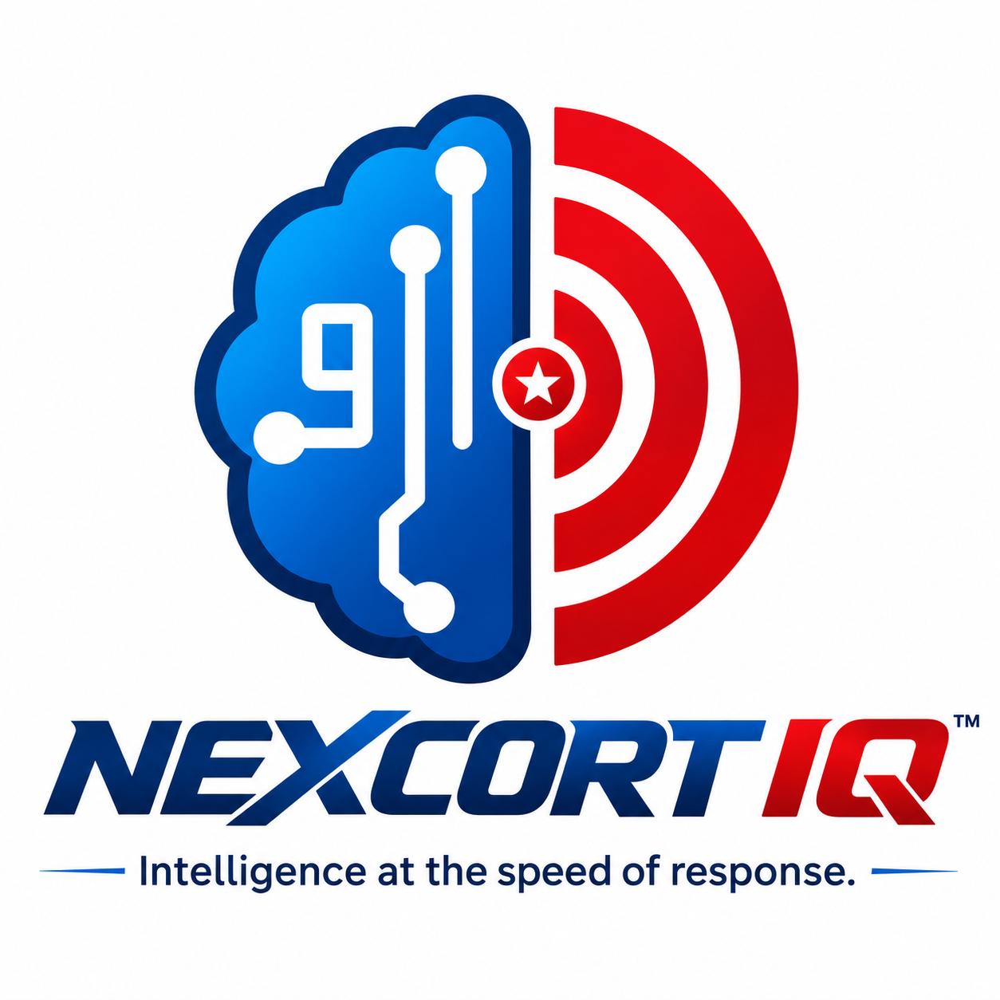 NEXCORT IQ™
Intelligence at the speed of response.